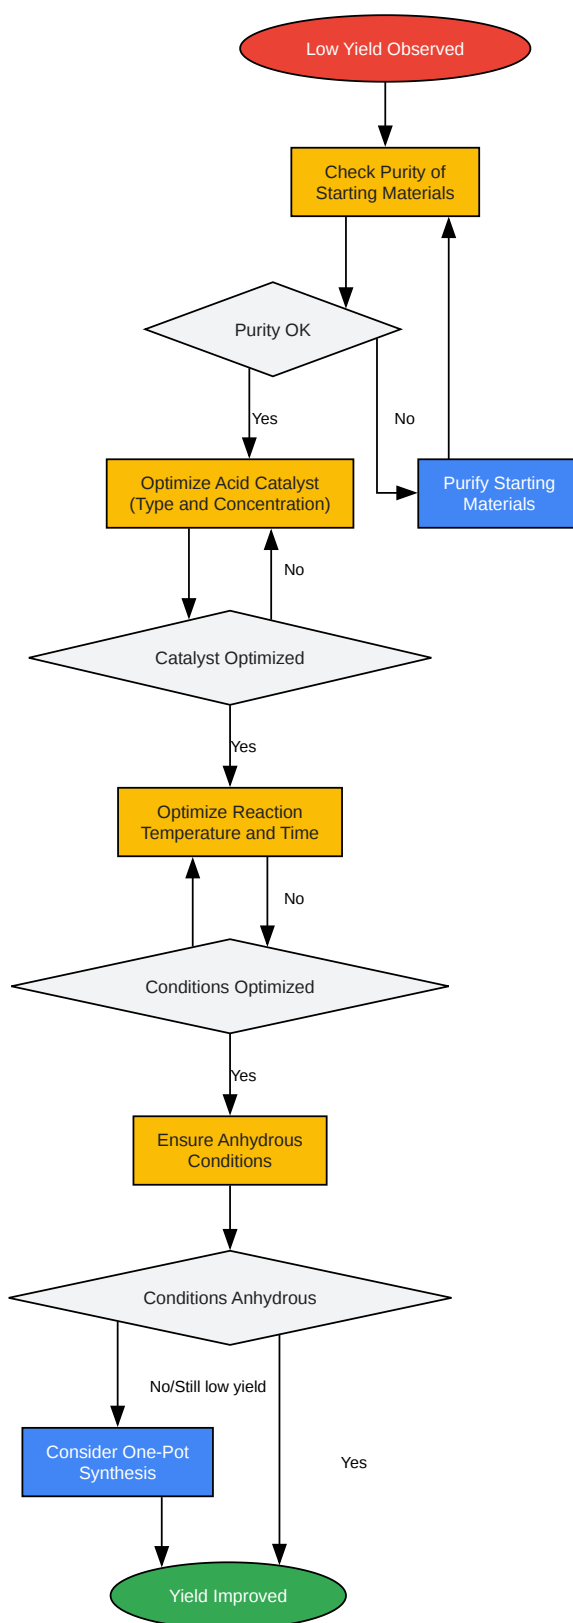 Low Yield Observed
Check Purity of
Starting Materials
Purity OK
Yes
No
Optimize Acid Catalyst
(Type and Concentration)
Purify Starting
Materials
No
Catalyst Optimized
Yes
Optimize Reaction
Temperature and Time
No
Conditions Optimized
Yes
Ensure Anhydrous
Conditions
Conditions Anhydrous
No/Still low yield
Consider One-Pot
Synthesis
Yes
Yield Improved